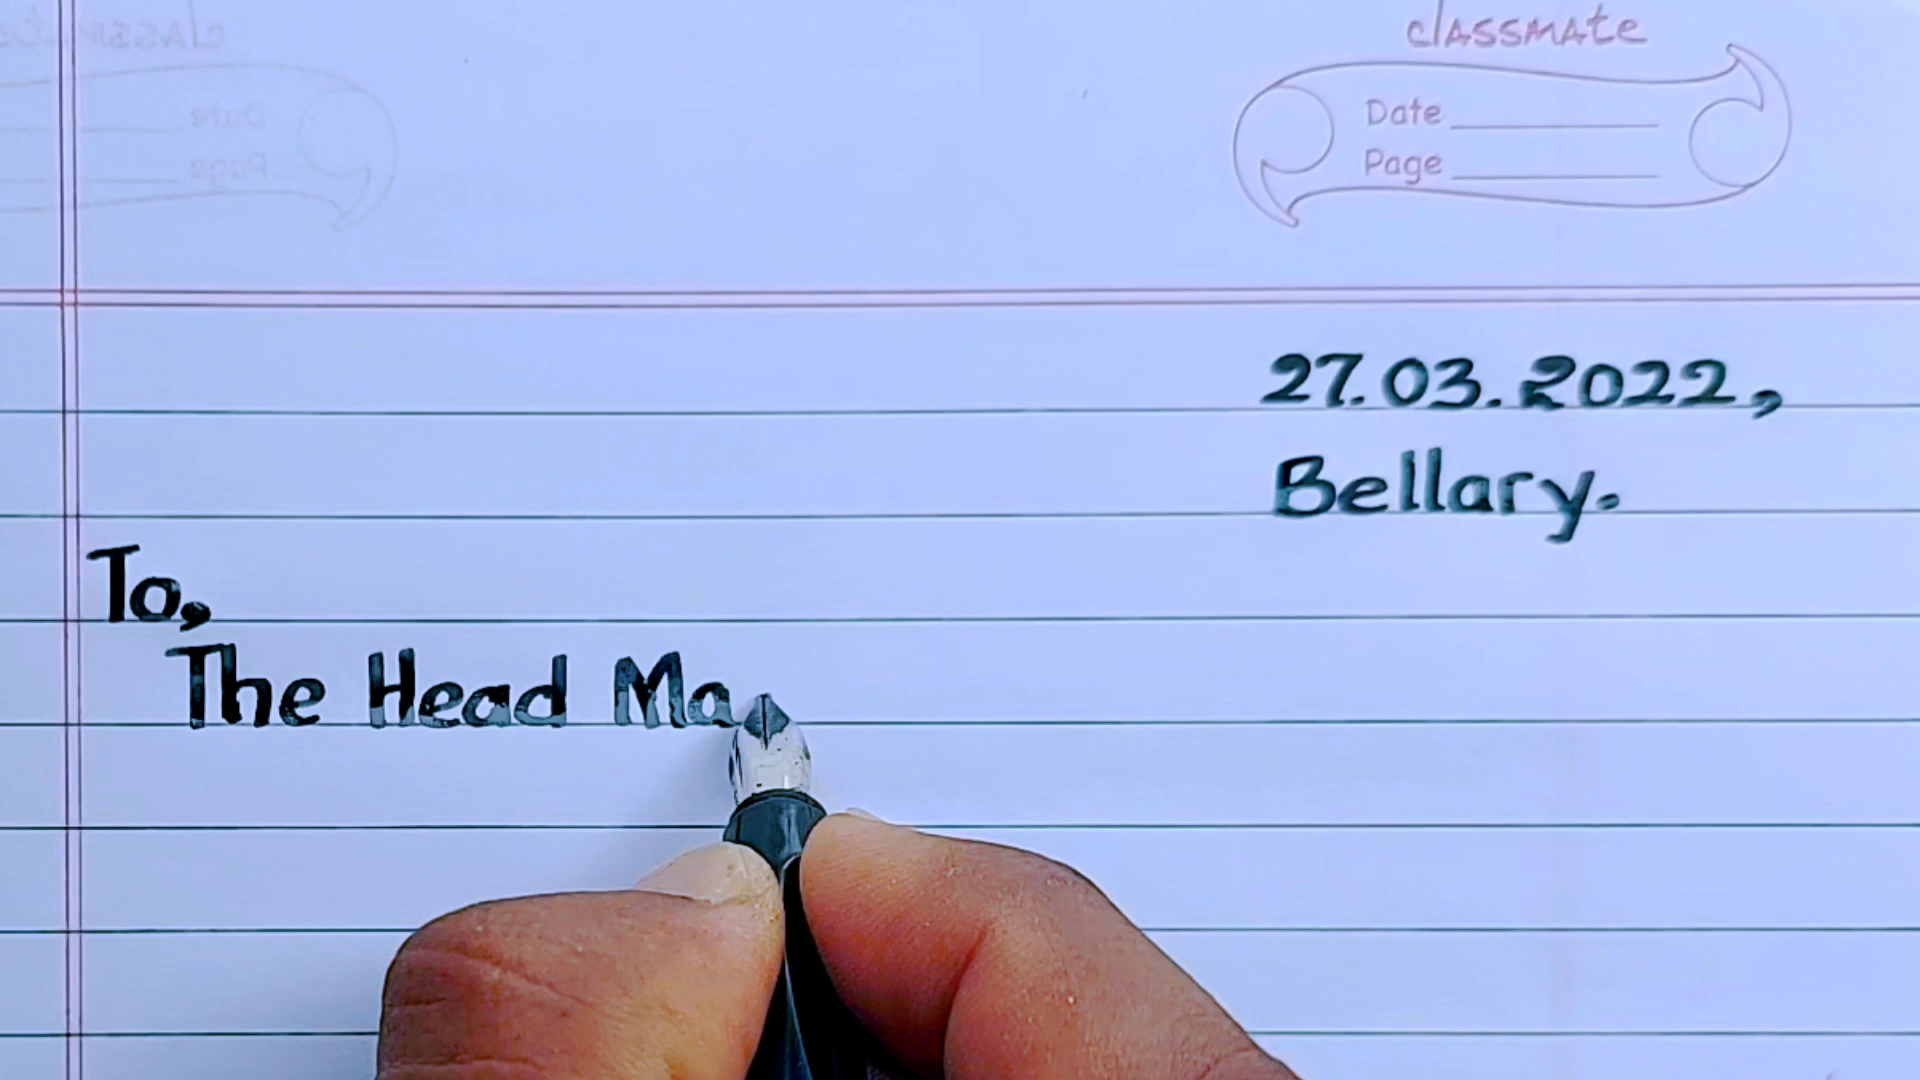 classmate
Date
Page
27.03.2022,
Bellary.
To,
The Head Ma